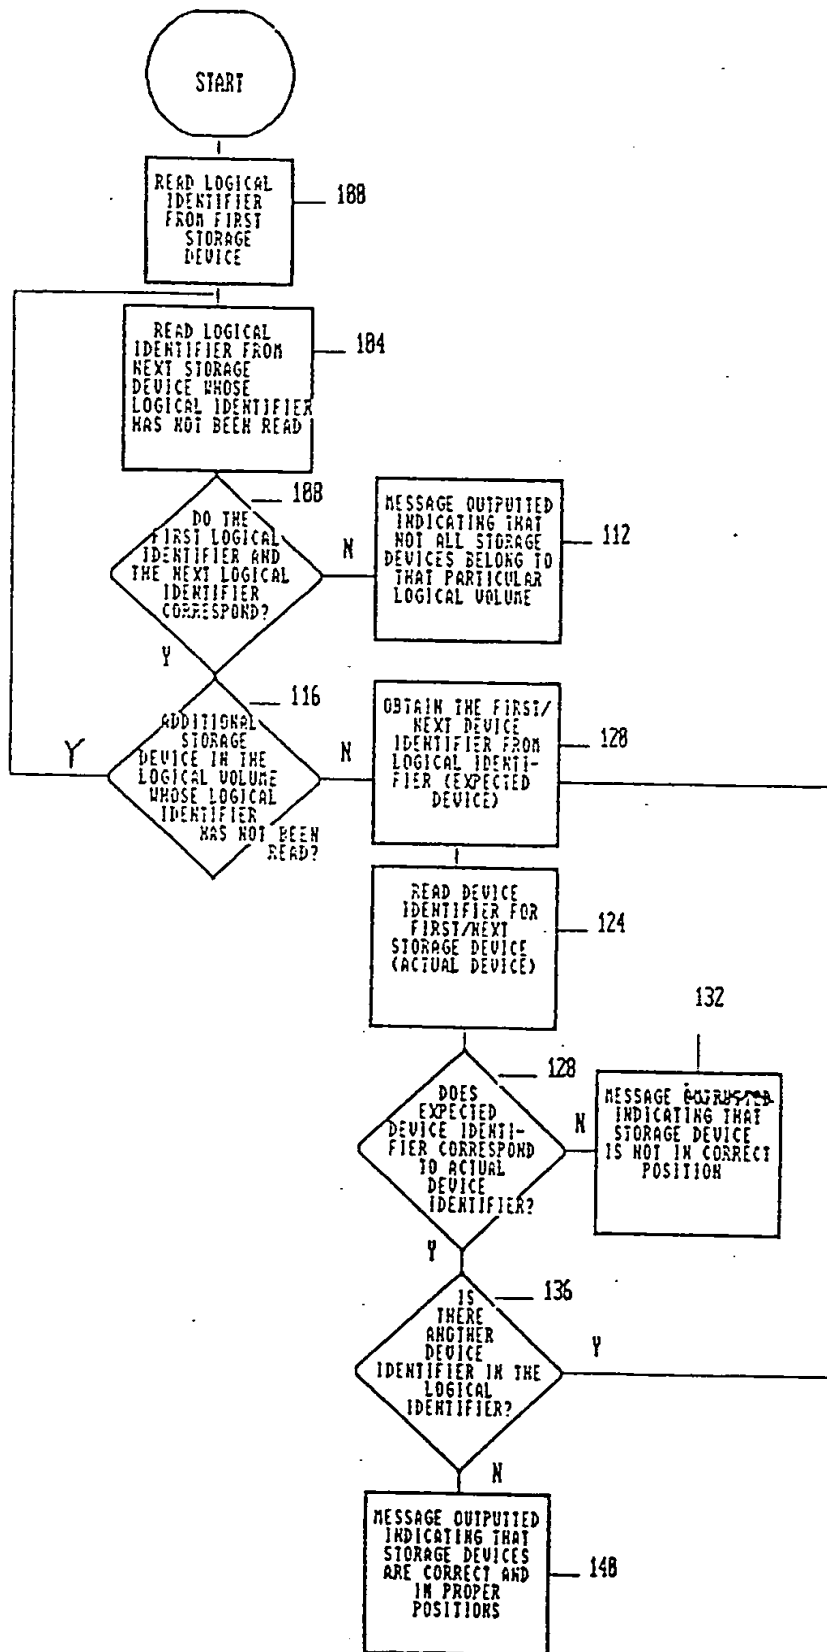 START
READ LOGICAL
IDENTIFIER
FROM FIRST
STORAGE
DEVICE
100
READ LOGICAL
IDENTIFIER FROM
NEXT STORAGE
DEVICE WHOSE
LOGICAL IDENTIFIER
HAS NOT BEEN READ
104
108
DO THE
FIRST LOGICAL
IDENTIFIER AND
THE NEXT LOGICAL
IDENTIFIER
CORRESPOND?
N
MESSAGE OUTPUTTED
INDICATING THAT
NOT ALL STORAGE
DEVICES BELONG TO
THAT PARTICULAR
LOGICAL VOLUME
112
Y
116
ADDITIONAL
STORAGE
DEVICE IN THE
LOGICAL VOLUME
WHOSE LOGICAL
IDENTIFIER
HAS NOT BEEN
READ?
Y
N
OBTAIN THE FIRST/
NEXT DEVICE
IDENTIFIER FROM
LOGICAL IDENTI-
FIER (EXPECTED
DEVICE)
120
READ DEVICE
IDENTIFIER FOR
FIRST/NEXT
STORAGE DEVICE
(ACTUAL DEVICE)
124
128
DOES
EXPECTED
DEVICE IDENTI-
FIER CORRESPOND
TO ACTUAL
DEVICE
IDENTIFIER?
N
132
MESSAGE
INDICATING THAT
STORAGE DEVICE
IS NOT IN CORRECT
POSITION
Y
136
IS
THERE
ANOTHER
DEVICE
IDENTIFIER IN THE
LOGICAL
IDENTIFIER?
Y
N
MESSAGE OUTPUTTED
INDICATING THAT
STORAGE DEVICES
ARE CORRECT AND
IN PROPER
POSITIONS
140